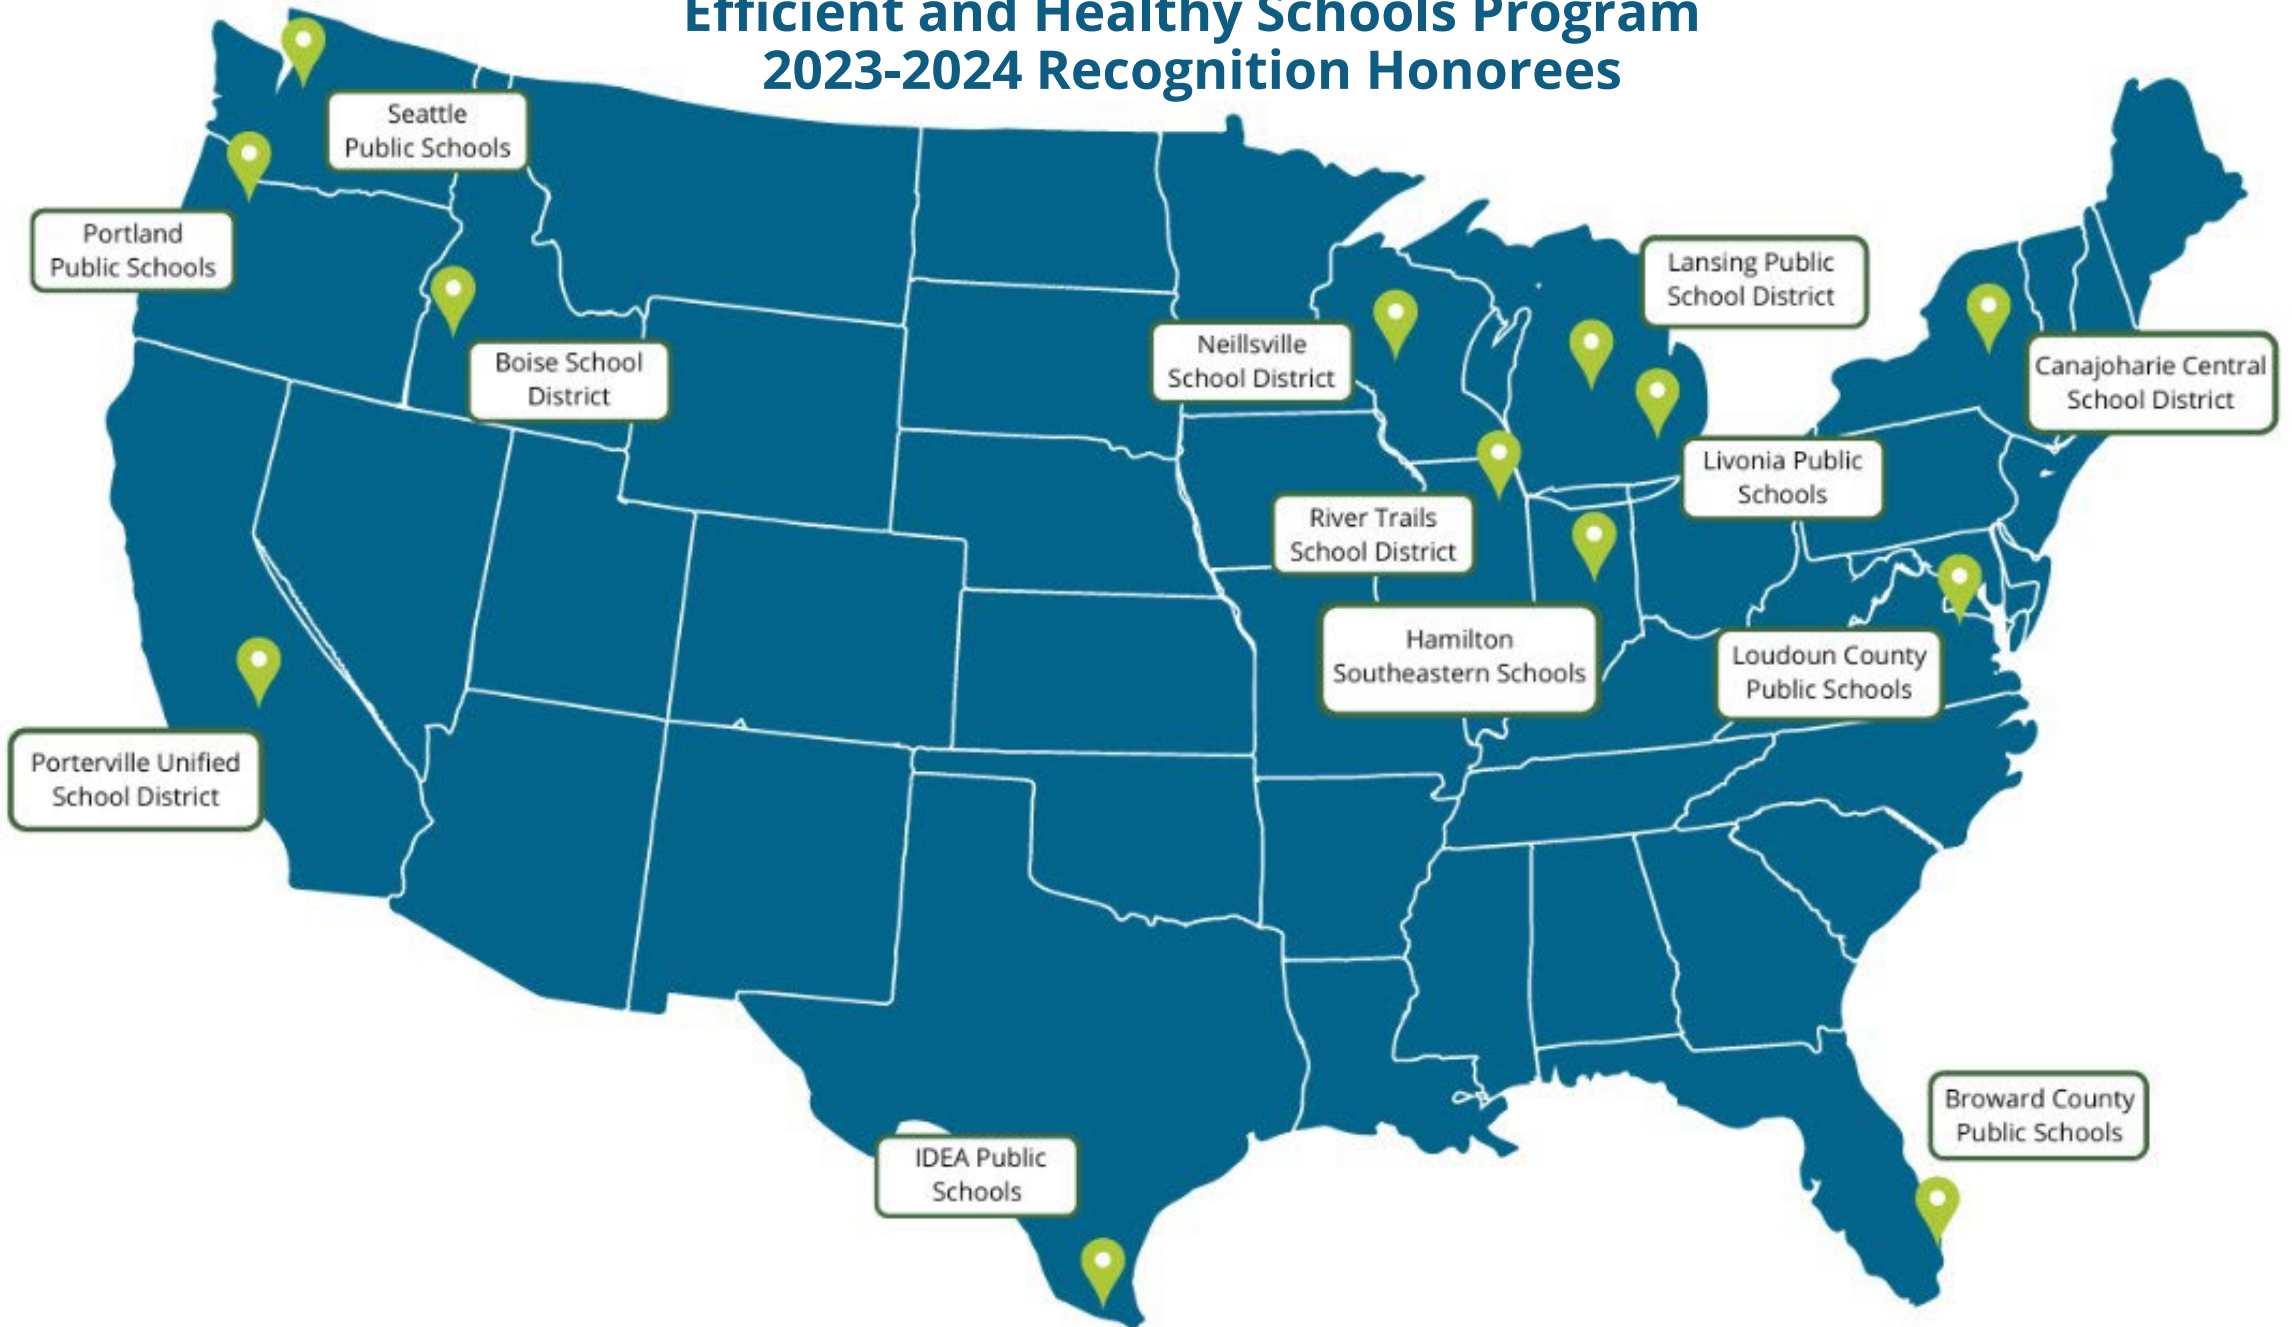 Efficient and Healthy Schools Program
2023-2024 Recognition Honorees
Seattle
Public Schools
Portland
Public Schools
Boise School
District
Neillsville
School District
Lansing Public
School District
Canajoharie Central
School District
Livonia Public
Schools
River Trails
School District
Hamilton
Southeastern Schools
Loudoun County
Public Schools
Porterville Unified
School District
IDEA Public
Schools
Broward County
Public Schools